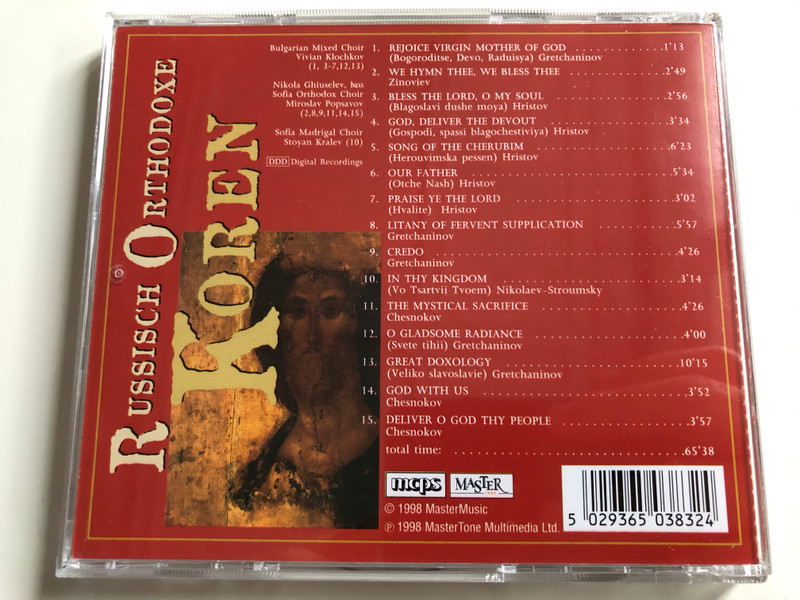 RUSSISCH ORTHODOXE
KOREN
Bulgarian Mixed Choir
Vivian Klochkov
(1, 3-7,12,13)
Nikola Ghiuselev, bass
Sofia Orthodox Choir
Miroslav Popsavov
(2,8,9,11,14,15)
Sofia Madrigal Choir
Stoyan Kralev (10)
DDD Digital Recordings
1. REJOICE VIRGIN MOTHER OF GOD ............1'13
(Bogoroditse, Devo, Raduisya) Gretchaninov
2. WE HYMN THEE, WE BLESS THEE ..............2'49
Zinoviev
3. BLESS THE LORD, O MY SOUL ................2'56
(Blagoslavi dushe moya) Hristov
4. GOD, DELIVER THE DEVOUT ..................3'34
(Gospodi, spassi blagochestiviya) Hristov
5. SONG OF THE CHERUBIM ....................6'23
(Herouvimska pessen) Hristov
6. OUR FATHER ..............................5'34
(Otche Nash) Hristov
7. PRAISE YE THE LORD ......................3'02
(Hvalite) Hristov
8. LITANY OF FERVENT SUPPLICATION ..........5'57
Gretchaninov
9. CREDO ...................................4'26
Gretchaninov
10. IN THY KINGDOM .........................3'14
(Vo Tsartvii Tvoem) Nikolaev-Stroumsky
11. THE MYSTICAL SACRIFICE .................4'26
Chesnokov
12. O GLADSOME RADIANCE ....................4'00
(Svete tihii) Gretchaninov
13. GREAT DOXOLOGY ........................10'15
(Veliko slavoslavie) Gretchaninov
14. GOD WITH US ............................3'52
Chesnokov
15. DELIVER O GOD THY PEOPLE ...............3'57
Chesnokov
total time: ...............................65'38
mcps MASTER
© 1998 MasterMusic
℗ 1998 MasterTone Multimedia Ltd.
5 029365 038324